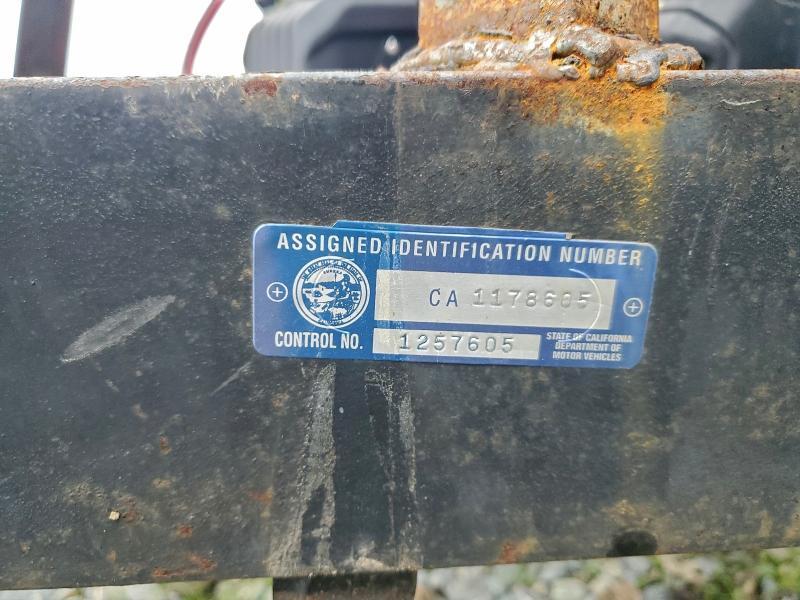 ASSIGNED IDENTIFICATION NUMBER
CA 1178605
CONTROL NO. 1257605
STATE OF CALIFORNIA
DEPARTMENT OF
MOTOR VEHICLES